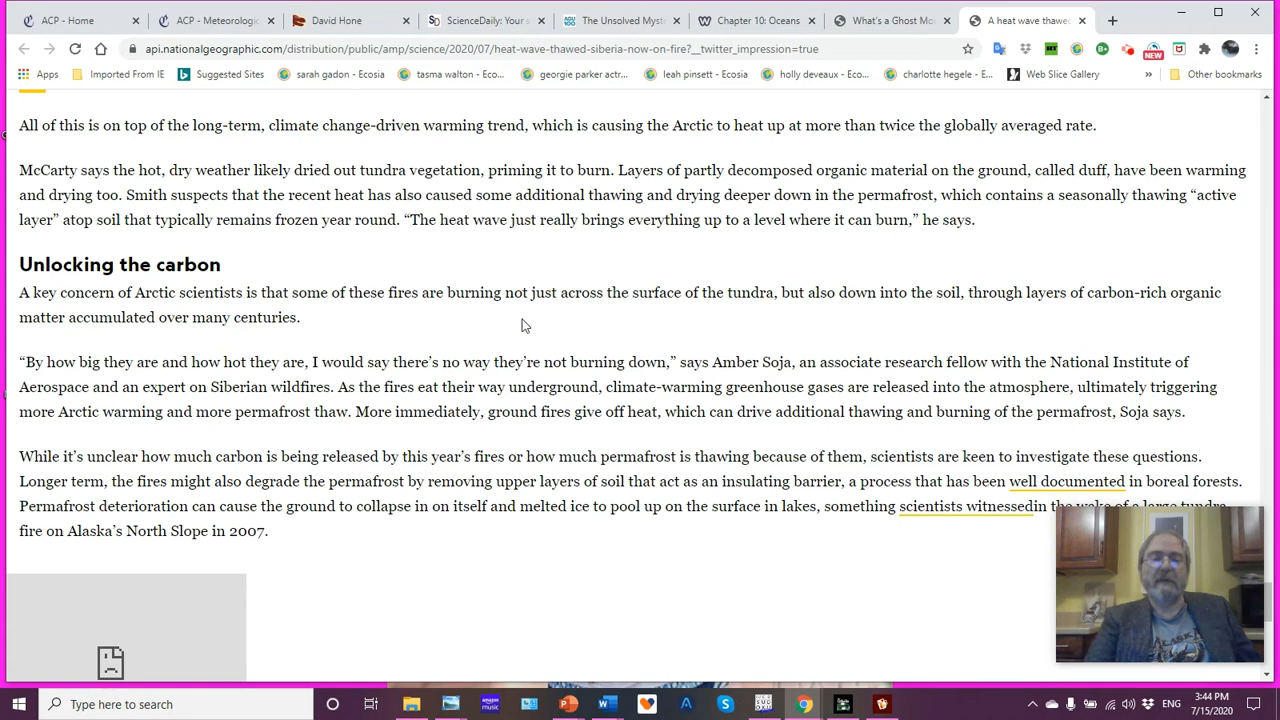 ACP - Home
ACP - Meteorologic
David Hone
ScienceDaily: Your s
The Unsolved Myst
Chapter 10: Oceans
What's a Ghost Mo
A heat wave thawed
api.nationalgeographic.com/distribution/public/amp/science/2020/07/heat-wave-thawed-siberia-now-on-fire?__twitter_impression=true
NEW
Apps
Imported From IE
Suggested Sites
sarah gadon - Ecosia
tasma walton - Eco...
georgie parker actr...
leah pinsett - Ecosia
holly deveaux - Eco...
charlotte hegele - E...
Web Slice Gallery
»
Other bookmarks
All of this is on top of the long-term, climate change-driven warming trend, which is causing the Arctic to heat up at more than twice the globally averaged rate.
McCarty says the hot, dry weather likely dried out tundra vegetation, priming it to burn. Layers of partly decomposed organic material on the ground, called duff, have been warming
and drying too. Smith suspects that the recent heat has also caused some additional thawing and drying deeper down in the permafrost, which contains a seasonally thawing “active
layer” atop soil that typically remains frozen year round. “The heat wave just really brings everything up to a level where it can burn,” he says.
Unlocking the carbon
A key concern of Arctic scientists is that some of these fires are burning not just across the surface of the tundra, but also down into the soil, through layers of carbon-rich organic
matter accumulated over many centuries.
“By how big they are and how hot they are, I would say there’s no way they’re not burning down,” says Amber Soja, an associate research fellow with the National Institute of
Aerospace and an expert on Siberian wildfires. As the fires eat their way underground, climate-warming greenhouse gases are released into the atmosphere, ultimately triggering
more Arctic warming and more permafrost thaw. More immediately, ground fires give off heat, which can drive additional thawing and burning of the permafrost, Soja says.
While it’s unclear how much carbon is being released by this year’s fires or how much permafrost is thawing because of them, scientists are keen to investigate these questions.
Longer term, the fires might also degrade the permafrost by removing upper layers of soil that act as an insulating barrier, a process that has been well documented in boreal forests.
Permafrost deterioration can cause the ground to collapse in on itself and melted ice to pool up on the surface in lakes, something scientists witnessedin the wake of a large tundra
fire on Alaska’s North Slope in 2007.
ALASKA
Type here to search
ENG
3:44 PM
7/15/2020